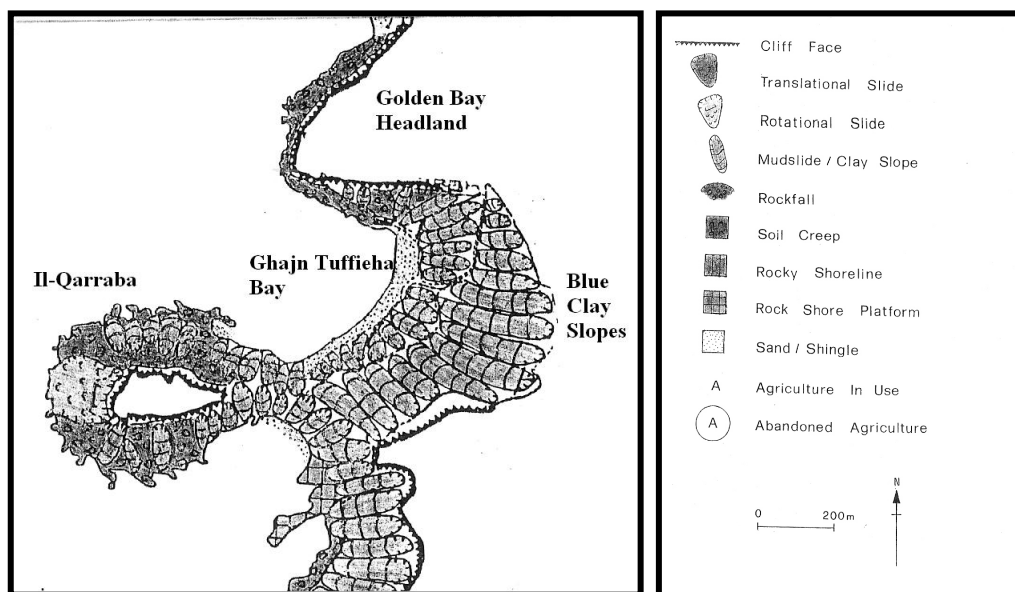 Golden Bay
Headland
Ghajn Tuffieha
Bay
Il-Qarraba
Blue
Clay
Slopes
Cliff Face
Translational Slide
Rotational Slide
Mudslide / Clay Slope
Rockfall
Soil Creep
Rocky Shoreline
Rock Shore Platform
Sand / Shingle
A Agriculture In Use
A Abandoned Agriculture
N
0 200m